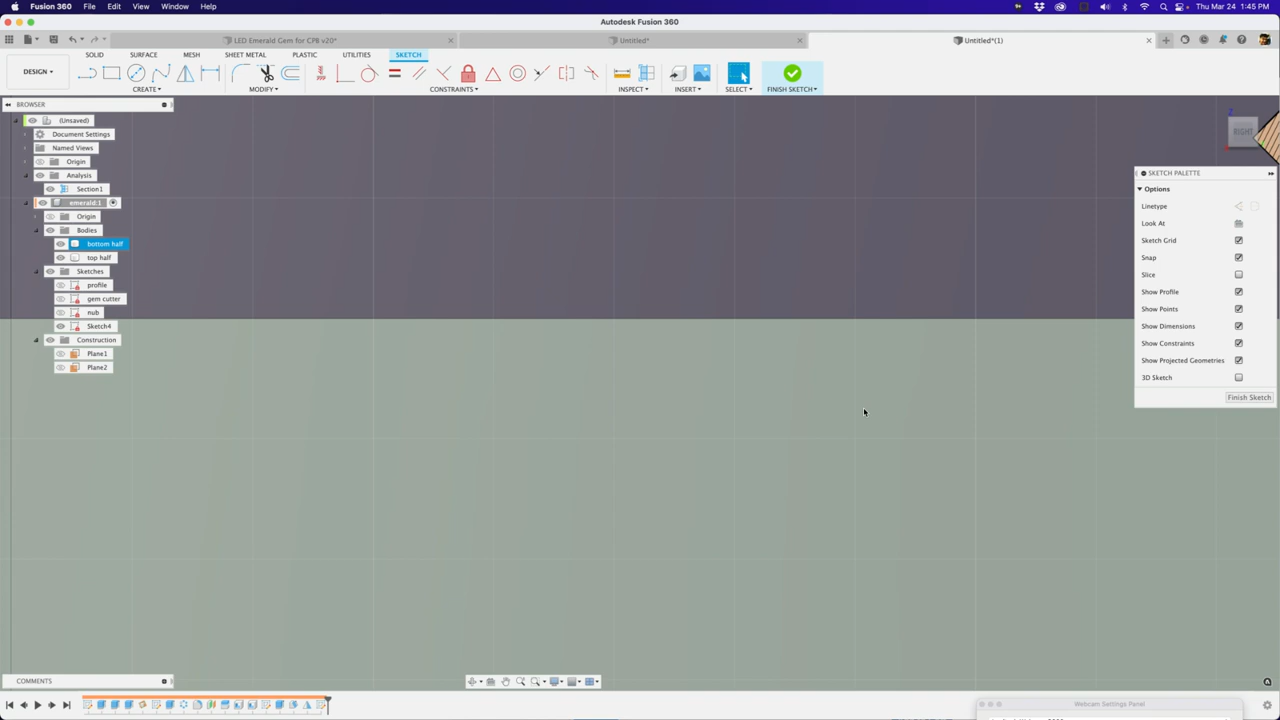 Fusion 360 File Edit View Window Help
Thu Mar 24 1:45 PM
Autodesk Fusion 360
LED Emerald Gem for CPB v20*
Untitled*
Untitled*(1)
SOLID SURFACE MESH SHEET METAL PLASTIC UTILITIES SKETCH
DESIGN
CREATE MODIFY CONSTRAINTS INSPECT INSERT SELECT FINISH SKETCH
BROWSER
(Unsaved)
Document Settings
Named Views
Origin
Analysis
Section1
emerald:1
Origin
Bodies
bottom half
top half
Sketches
profile
gem cutter
nub
Sketch4
Construction
Plane1
Plane2
RIGHT
SKETCH PALETTE
Options
Linetype
Look At
Sketch Grid
Snap
Slice
Show Profile
Show Points
Show Dimensions
Show Constraints
Show Projected Geometries
3D Sketch
Finish Sketch
COMMENTS
Webcam Settings Panel